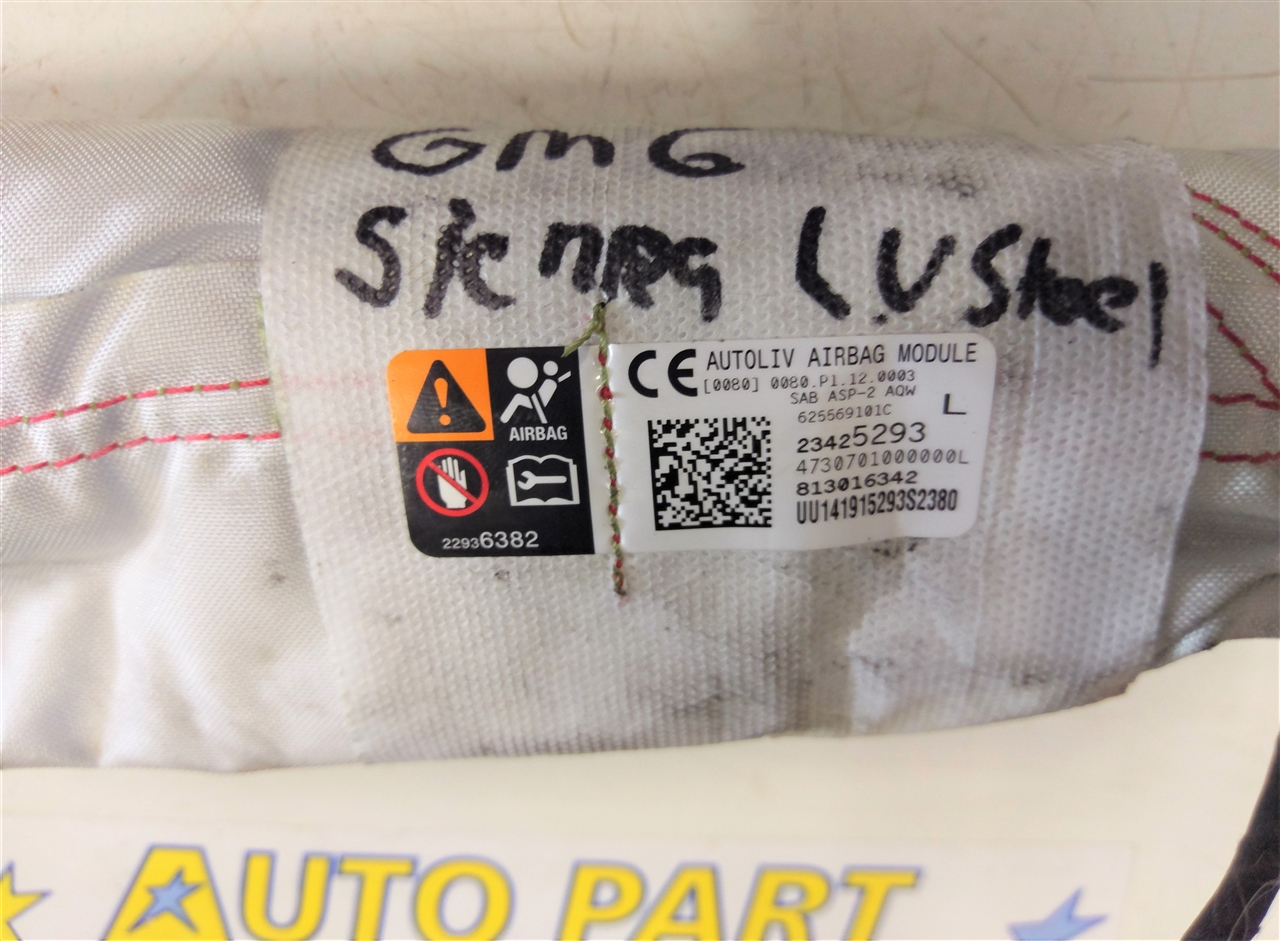 GMC
Sierra L.V Steel
AIRBAG
22936382
CE AUTOLIV AIRBAG MODULE
[0080] 0080.P1.12.0003
SAB ASP-2 AQW
625569101C L
23425293
4730701000000L
813016342
UU141915293S2380
AUTO PART